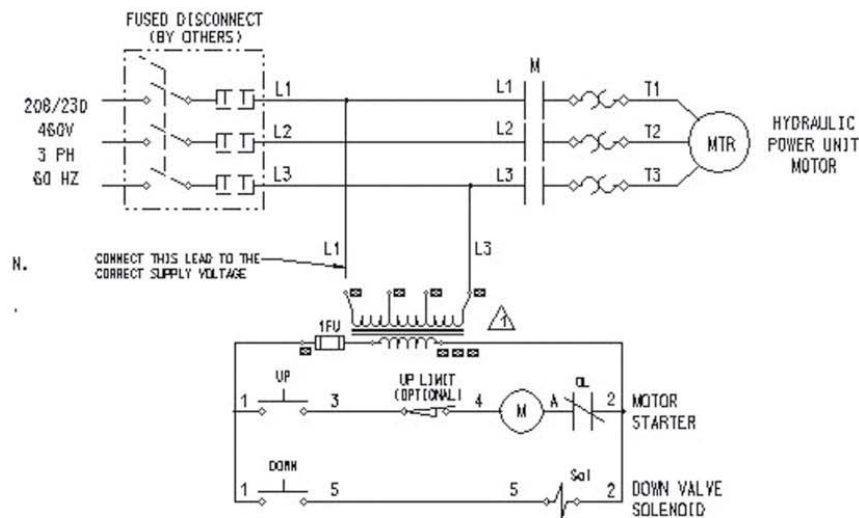 FUSED DISCONNECT
(BY OTHERS)
208/230
460V
3 PH
60 HZ
L1
L2
L3
L1
L2
L3
M
T1
T2
T3
MTR
HYDRAULIC
POWER UNIT
MOTOR
N.
CONNECT THIS LEAD TO THE
CORRECT SUPPLY VOLTAGE
L1
L3
1
1FU
1
UP
3
UP LIMIT
(OPTIONAL)
4
M
A
OL
2
MOTOR
STARTER
1
DOWN
5
5
Sol
2
DOWN VALVE
SOLENOID